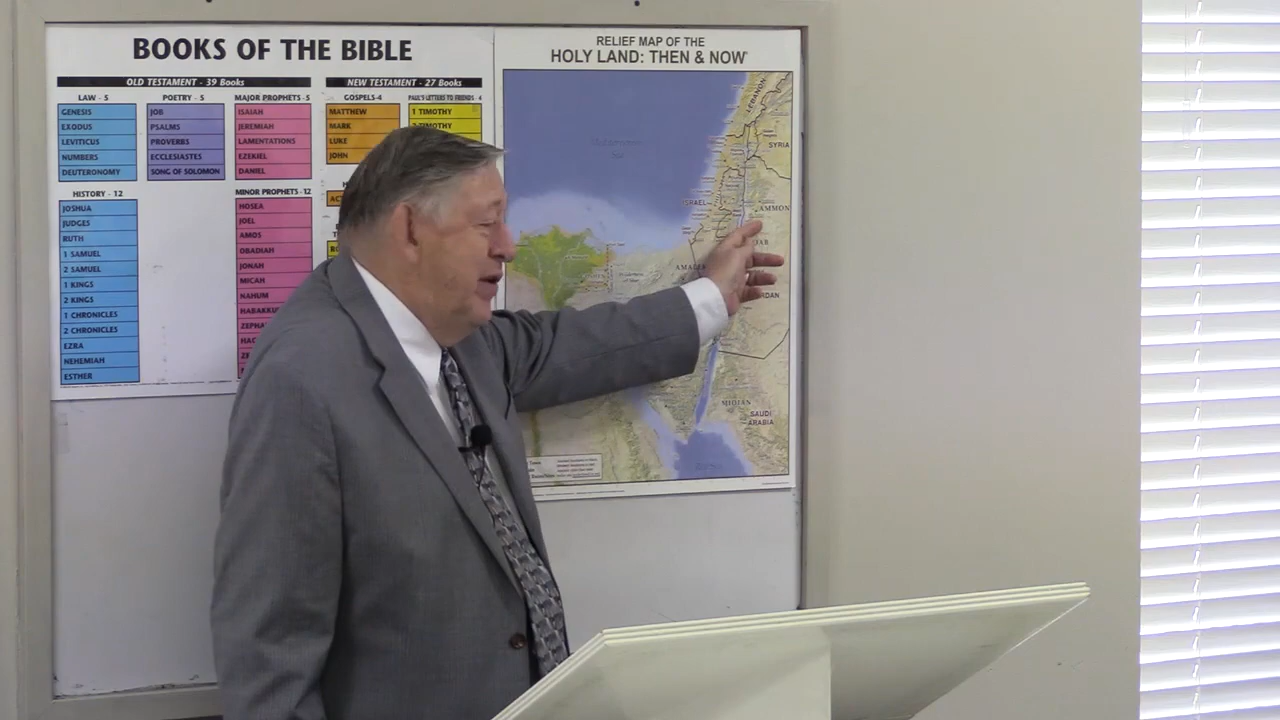 BOOKS OF THE BIBLE
OLD TESTAMENT - 39 Books
NEW TESTAMENT - 27 Books
LAW - 5
GENESIS
EXODUS
LEVITICUS
NUMBERS
DEUTERONOMY
POETRY - 5
JOB
PSALMS
PROVERBS
ECCLESIASTES
SONG OF SOLOMON
MAJOR PROPHETS - 5
ISAIAH
JEREMIAH
LAMENTATIONS
EZEKIEL
DANIEL
GOSPELS-4
MATTHEW
MARK
LUKE
JOHN
PAUL'S LETTERS TO FRIENDS - 4
1 TIMOTHY
2 TIMOTHY
HISTORY - 12
JOSHUA
JUDGES
RUTH
1 SAMUEL
2 SAMUEL
1 KINGS
2 KINGS
1 CHRONICLES
2 CHRONICLES
EZRA
NEHEMIAH
ESTHER
MINOR PROPHETS - 12
HOSEA
JOEL
AMOS
OBADIAH
JONAH
MICAH
NAHUM
RELIEF MAP OF THE
HOLY LAND: THEN & NOW
LEBANON
SYRIA
ISRAEL
AMMON
MIDIAN
SAUDI
ARABIA